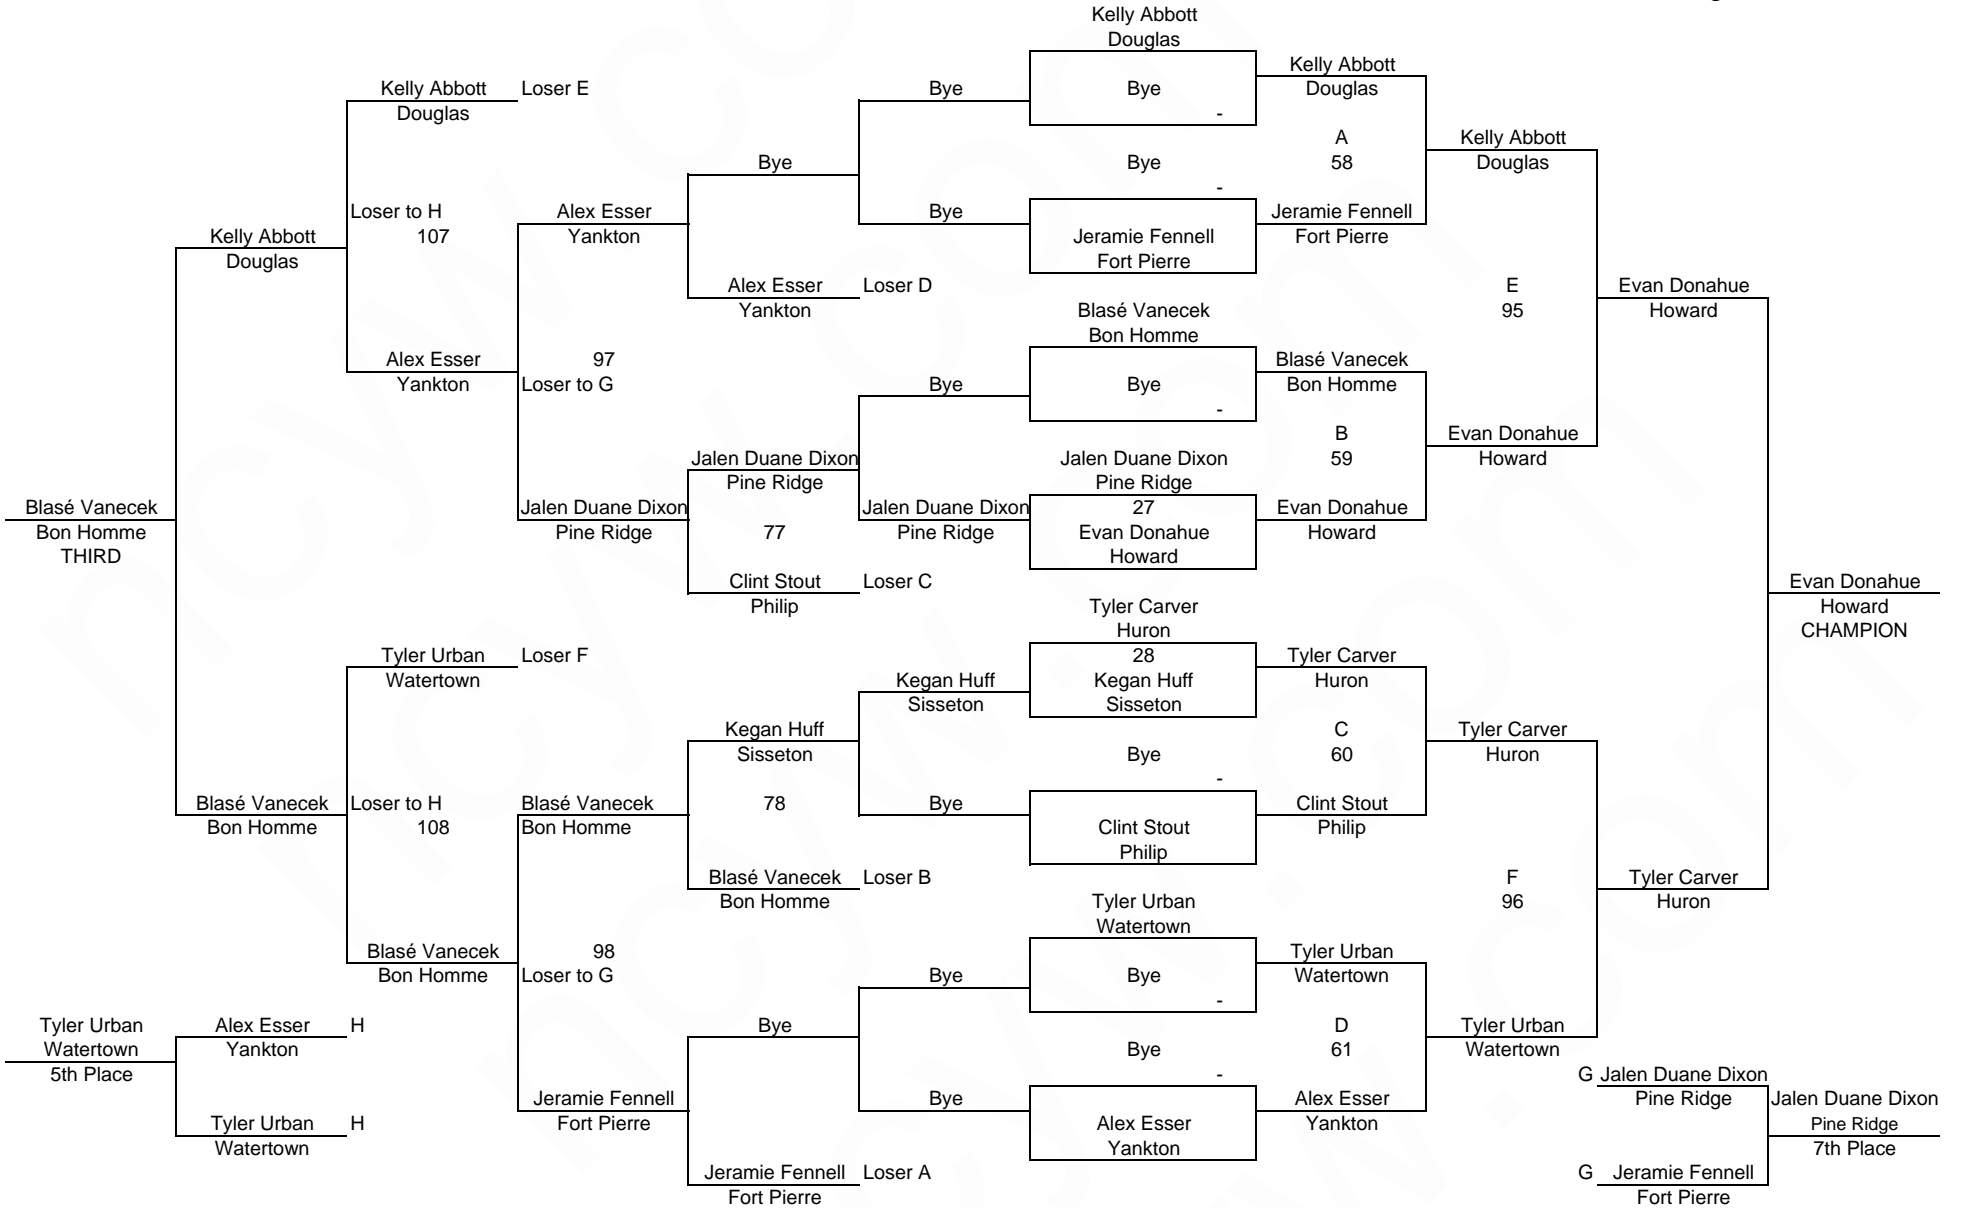 Kelly Abbott
Douglas
Kelly Abbott
Loser E
Bye
Bye
Kelly Abbott
Douglas
Douglas
-
A
Kelly Abbott
Bye
Bye
58
Douglas
-
Loser to H
Alex Esser
Bye
Jeramie Fennell
Kelly Abbott
107
Yankton
Jeramie Fennell
Fort Pierre
Douglas
Fort Pierre
Alex Esser
Loser D
E
Evan Donahue
Yankton
Blasé Vanecek
95
Howard
Bon Homme
Alex Esser
97
Blasé Vanecek
Yankton
Loser to G
Bye
Bye
Bon Homme
-
B
Evan Donahue
Jalen Duane Dixon
Jalen Duane Dixon
59
Howard
Pine Ridge
Pine Ridge
Blasé Vanecek
Jalen Duane Dixon
Jalen Duane Dixon
27
Evan Donahue
Bon Homme
Pine Ridge
77
Pine Ridge
Evan Donahue
Howard
THIRD
Howard
Clint Stout
Loser C
Evan Donahue
Philip
Tyler Carver
Howard
Huron
CHAMPION
Tyler Urban
Loser F
28
Tyler Carver
Watertown
Kegan Huff
Kegan Huff
Huron
Sisseton
Sisseton
Kegan Huff
C
Tyler Carver
Sisseton
Bye
60
Huron
-
Blasé Vanecek
Loser to H
Blasé Vanecek
78
Bye
Clint Stout
Bon Homme
108
Bon Homme
Clint Stout
Philip
Philip
Blasé Vanecek
Loser B
F
Tyler Carver
Bon Homme
Tyler Urban
96
Huron
Watertown
Blasé Vanecek
98
Tyler Urban
Bon Homme
Loser to G
Bye
Bye
Watertown
-
Tyler Urban
Alex Esser
H
Bye
D
Tyler Urban
Watertown
Yankton
Bye
61
Watertown
5th Place
-
G
Jalen Duane Dixon
Jeramie Fennell
Bye
Alex Esser
Pine Ridge
Jalen Duane Dixon
Tyler Urban
H
Fort Pierre
Alex Esser
Yankton
Pine Ridge
Watertown
Yankton
7th Place
Jeramie Fennell
Loser A
G
Jeramie Fennell
Fort Pierre
Fort Pierre